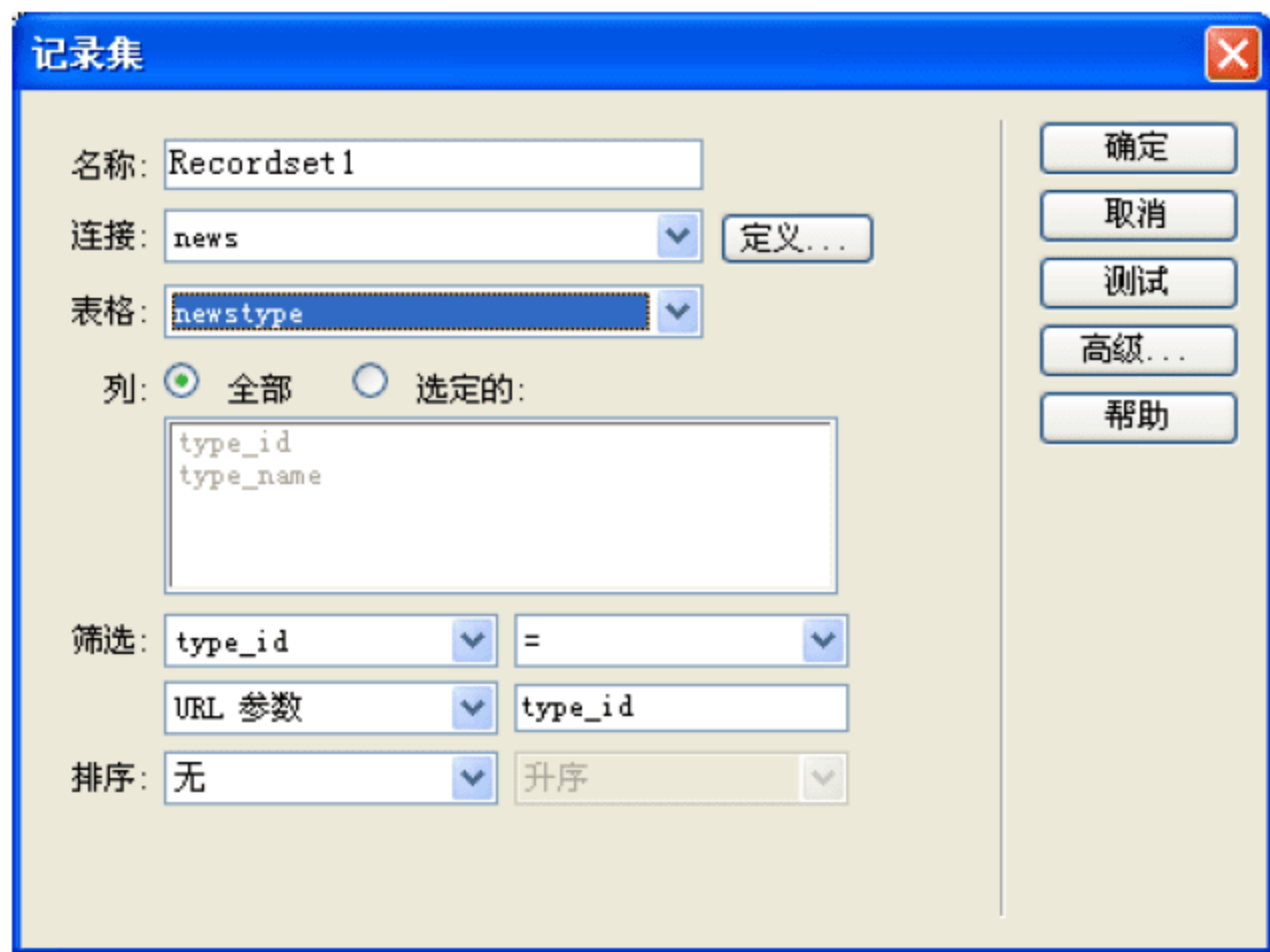 记录集
名称: Recordset1
确定
连接: news 定义...
取消
表格: newstype
测试
列: 全部 选定的:
高级...
type_id
帮助
type_name
筛选: type_id =
URL 参数 type_id
排序: 无 升序